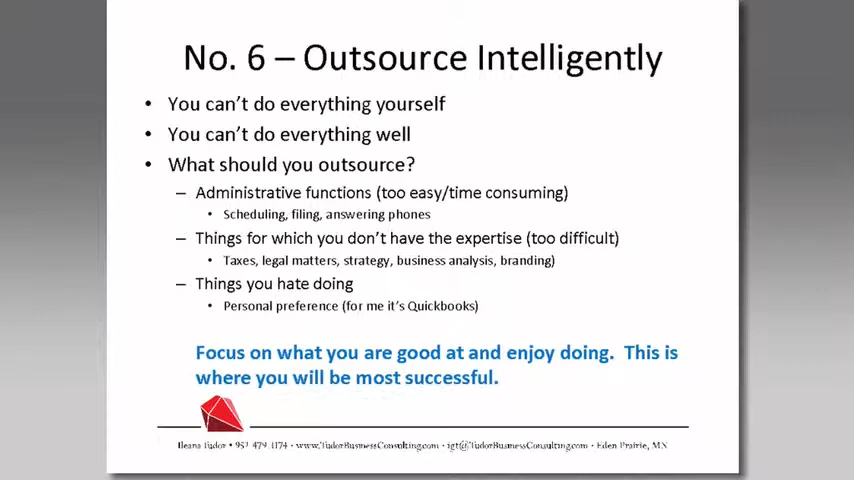 No. 6 – Outsource Intelligently
• You can't do everything yourself
• You can't do everything well
• What should you outsource?
– Administrative functions (too easy/time consuming)
• Scheduling, filing, answering phones
– Things for which you don't have the expertise (too difficult)
• Taxes, legal matters, strategy, business analysis, branding)
– Things you hate doing
• Personal preference (for me it's Quickbooks)
Focus on what you are good at and enjoy doing. This is
where you will be most successful.
Ileana Tudor • 952 479 1174 • www.TudorBusinessConsulting.com • igt@TudorBusinessConsulting.com • Eden Prairie, MN